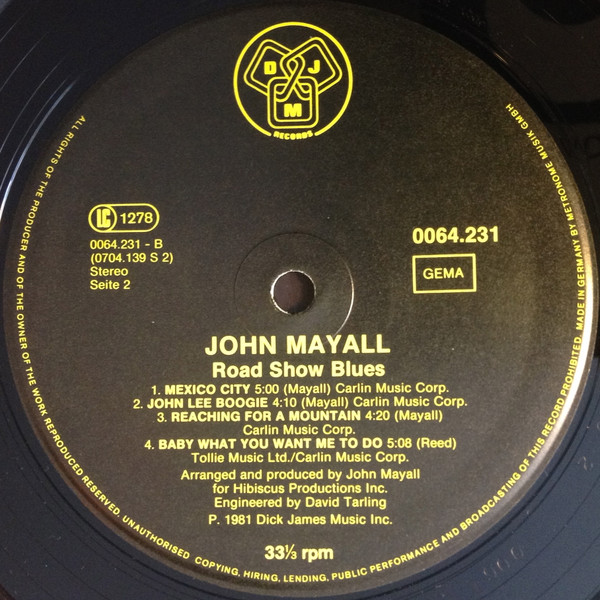 D J
M
RECORDS
LC 1278
0064.231 - B
(0704.139 S 2)
Stereo
Seite 2
0064.231
GEMA
JOHN MAYALL
Road Show Blues
1. MEXICO CITY 5:00 (Mayall) Carlin Music Corp.
2. JOHN LEE BOOGIE 4:10 (Mayall) Carlin Music Corp.
3. REACHING FOR A MOUNTAIN 4:20 (Mayall)
Carlin Music Corp.
4. BABY WHAT YOU WANT ME TO DO 5:08 (Reed)
Tollie Music Ltd./Carlin Music Corp.
Arranged and produced by John Mayall
for Hibiscus Productions Inc.
Engineered by David Tarling
P. 1981 Dick James Music Inc.
33⅓ rpm
ALL RIGHTS OF THE PRODUCER AND OF THE OWNER OF THE WORK REPRODUCED RESERVED. UNAUTHORISED COPYING, HIRING, LENDING, PUBLIC PERFORMANCE AND BROADCASTING OF THIS RECORD PROHIBITED. MADE IN GERMANY BY METRONOME MUSIK GMBH